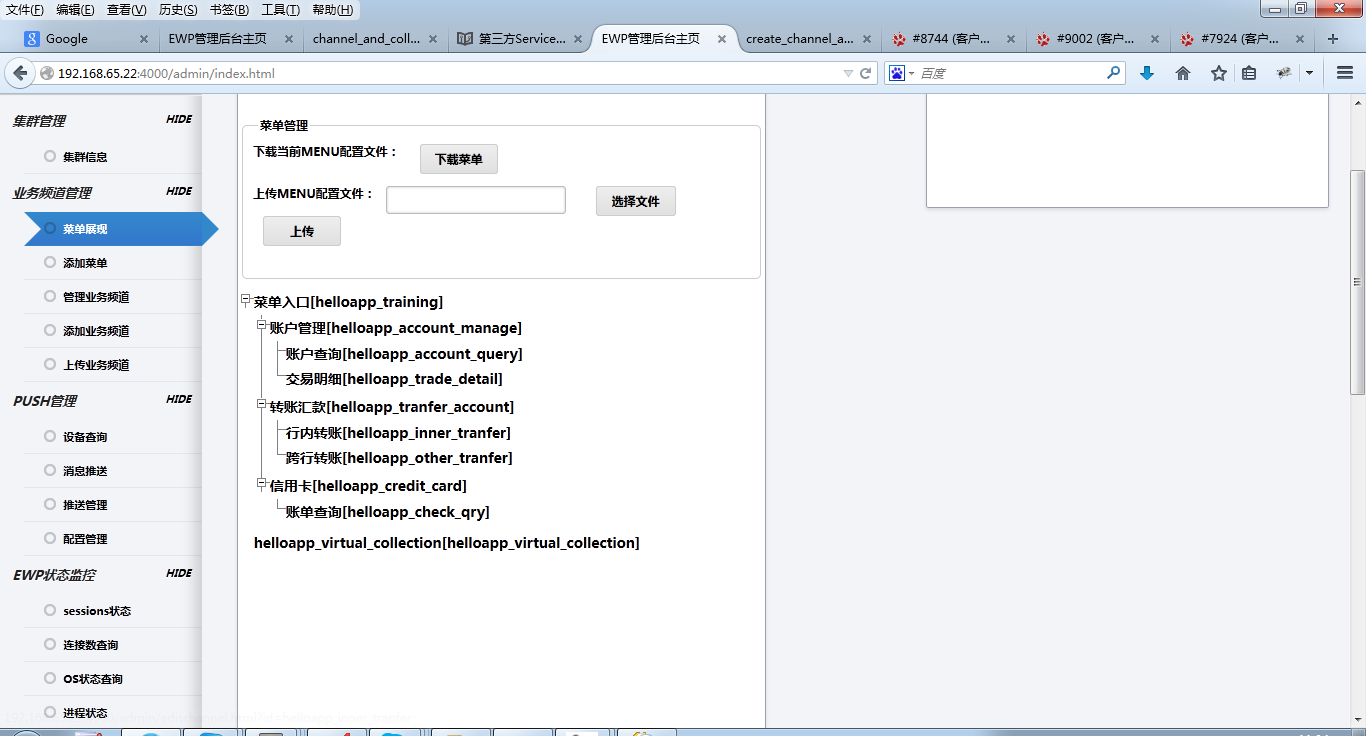 文件(F) 编辑(E) 查看(V) 历史(S) 书签(B) 工具(T) 帮助(H)
Google EWP管理后台主页 channel_and_coll... 第三方Service... EWP管理后台主页 create_channel_a... #8744 (客户... #9002 (客户... #7924 (客户...
192.168.65.22:4000/admin/index.html 百度
集群管理 HIDE
集群信息
业务频道管理 HIDE
菜单展现
添加菜单
管理业务频道
添加业务频道
上传业务频道
PUSH管理 HIDE
设备查询
消息推送
推送管理
配置管理
EWP状态监控 HIDE
sessions状态
连接数查询
OS状态查询
进程状态
菜单管理
下载当前MENU配置文件： 下载菜单
上传MENU配置文件： 选择文件
上传
菜单入口[helloapp_training]
账户管理[helloapp_account_manage]
账户查询[helloapp_account_query]
交易明细[helloapp_trade_detail]
转账汇款[helloapp_tranfer_account]
行内转账[helloapp_inner_tranfer]
跨行转账[helloapp_other_tranfer]
信用卡[helloapp_credit_card]
账单查询[helloapp_check_qry]
helloapp_virtual_collection[helloapp_virtual_collection]